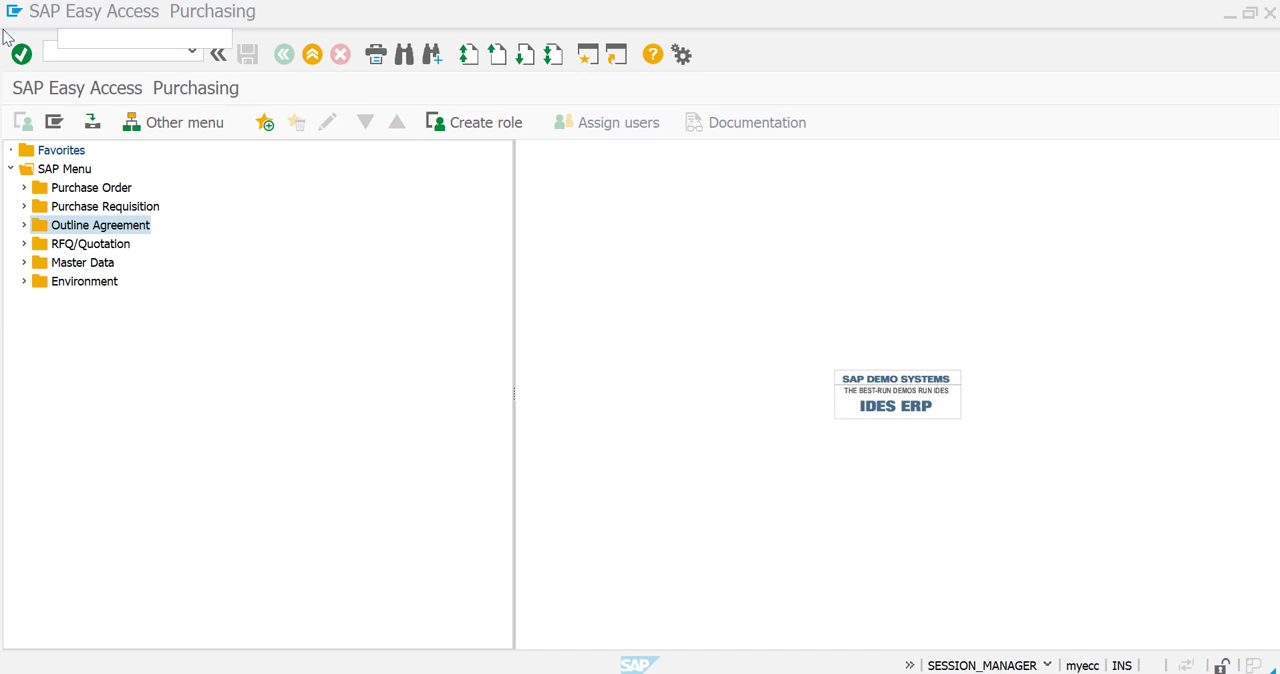 SAP Easy Access Purchasing
SAP Easy Access Purchasing
Other menu Create role Assign users Documentation
Favorites
SAP Menu
Purchase Order
Purchase Requisition
Outline Agreement
RFQ/Quotation
Master Data
Environment
SAP DEMO SYSTEMS
THE BEST-RUN DEMOS RUN IDES
IDES ERP
SAP SESSION_MANAGER myecc INS